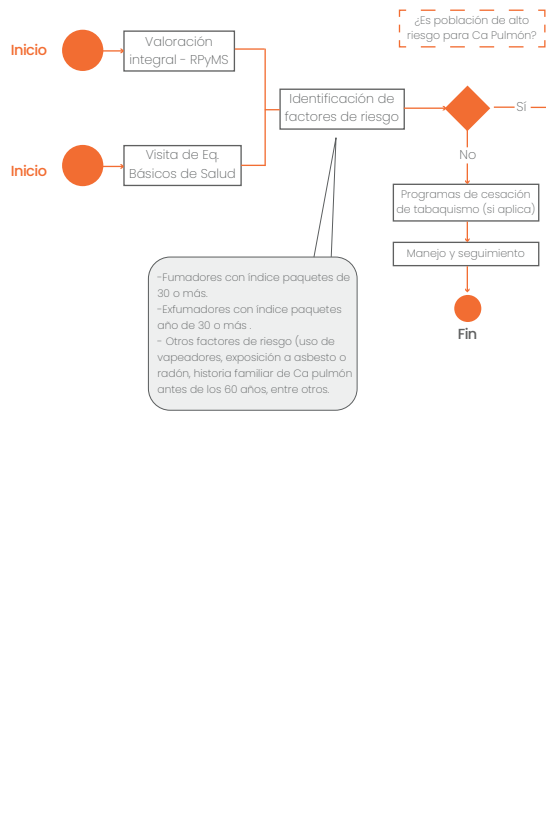 Inicio
Valoración
integral - RPyMS
Inicio
Visita de Eq.
Básicos de Salud
Identificación de
factores de riesgo
-Fumadores con índice paquetes de
30 o más.
-Exfumadores con índice paquetes
año de 30 o más .
- Otros factores de riesgo (uso de
vapeadores, exposición a asbesto o
radón, historia familiar de Ca pulmón
antes de los 60 años, entre otros.
¿Es población de alto
riesgo para Ca Pulmón?
Sí
No
Programas de cesación
de tabaquismo (si aplica)
Manejo y seguimiento
Fin